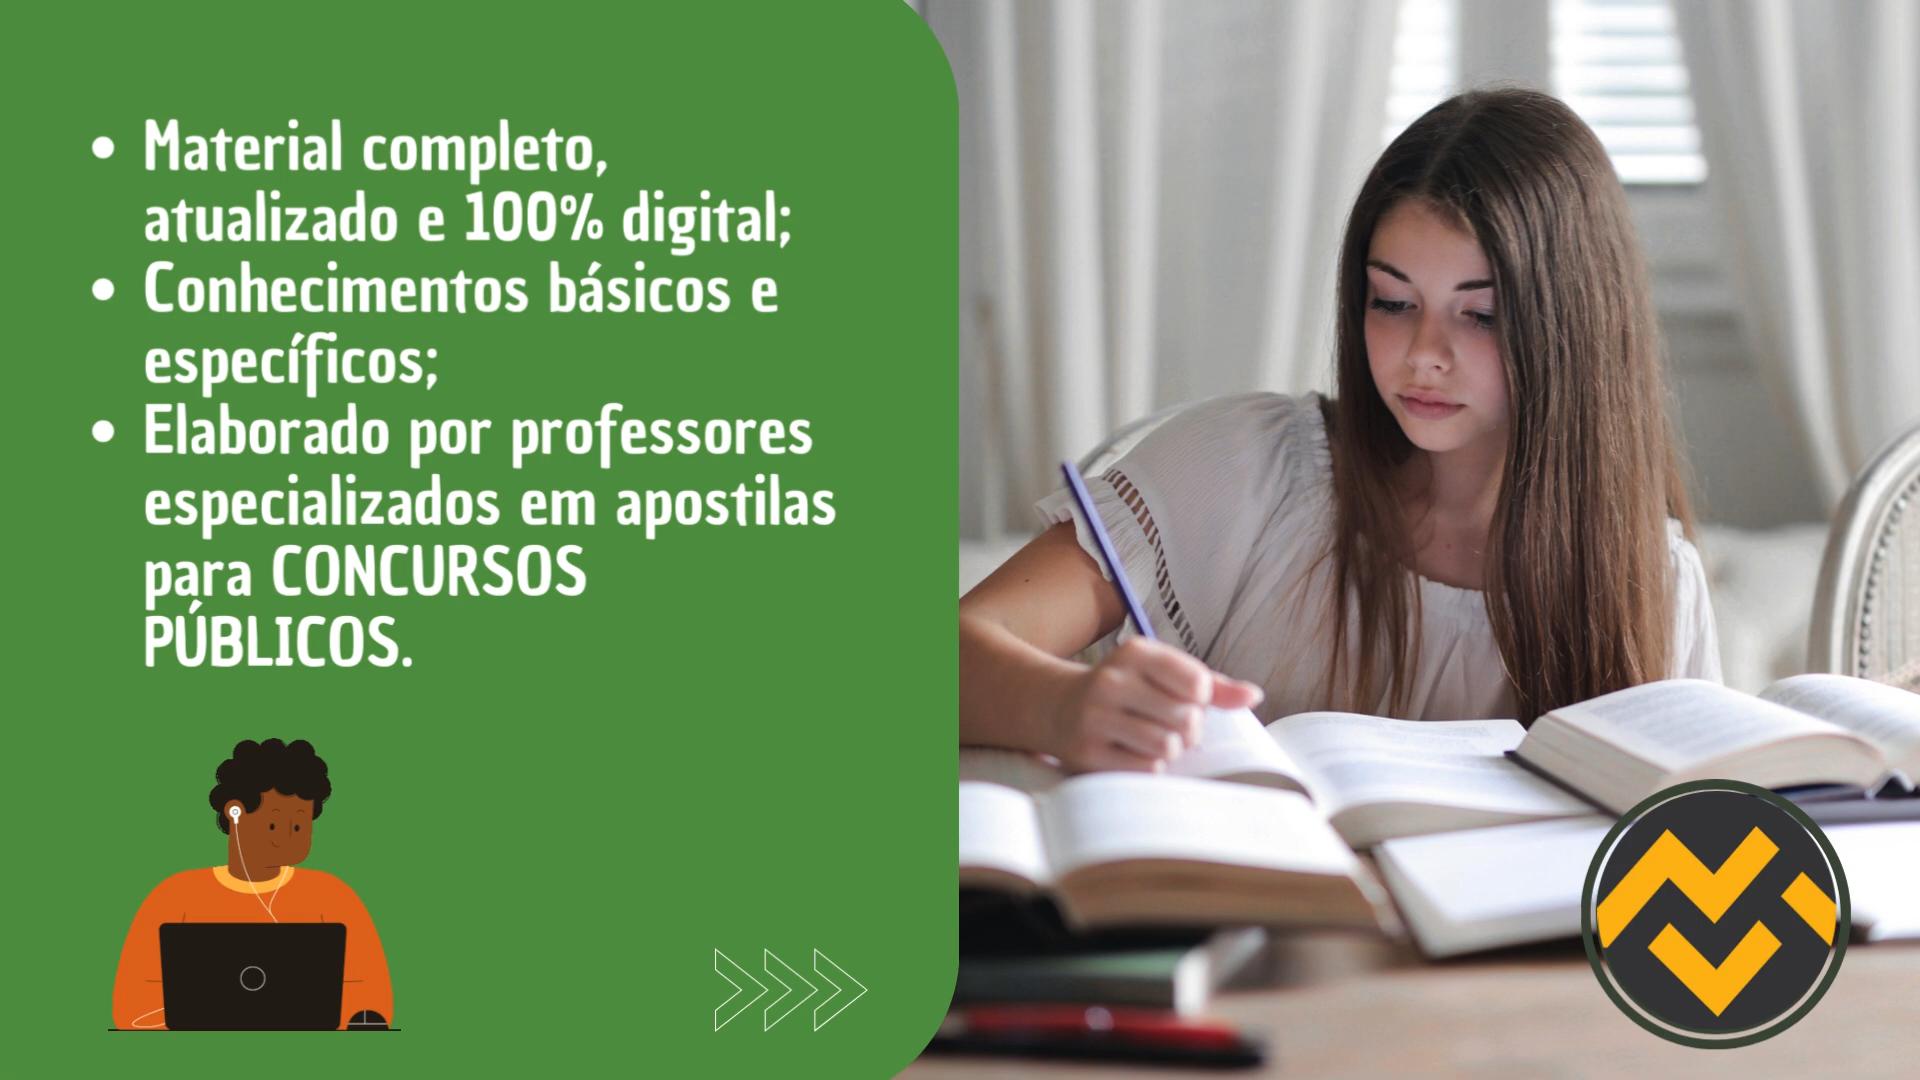 • Material completo,
atualizado e 100% digital;
• Conhecimentos básicos e
específicos;
• Elaborado por professores
especializados em apostilas
para CONCURSOS
PÚBLICOS.